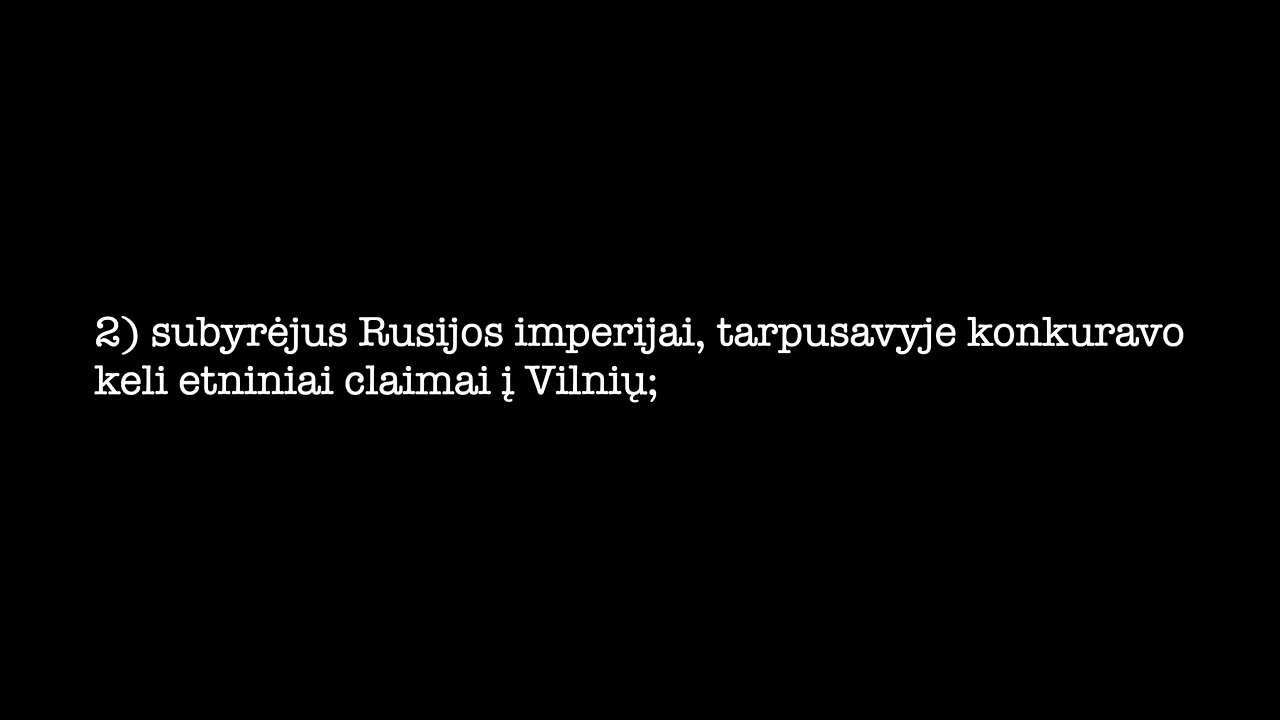 2) subyrėjus Rusijos imperijai, tarpusavyje konkuravo
keli etniniai claimai į Vilnių;